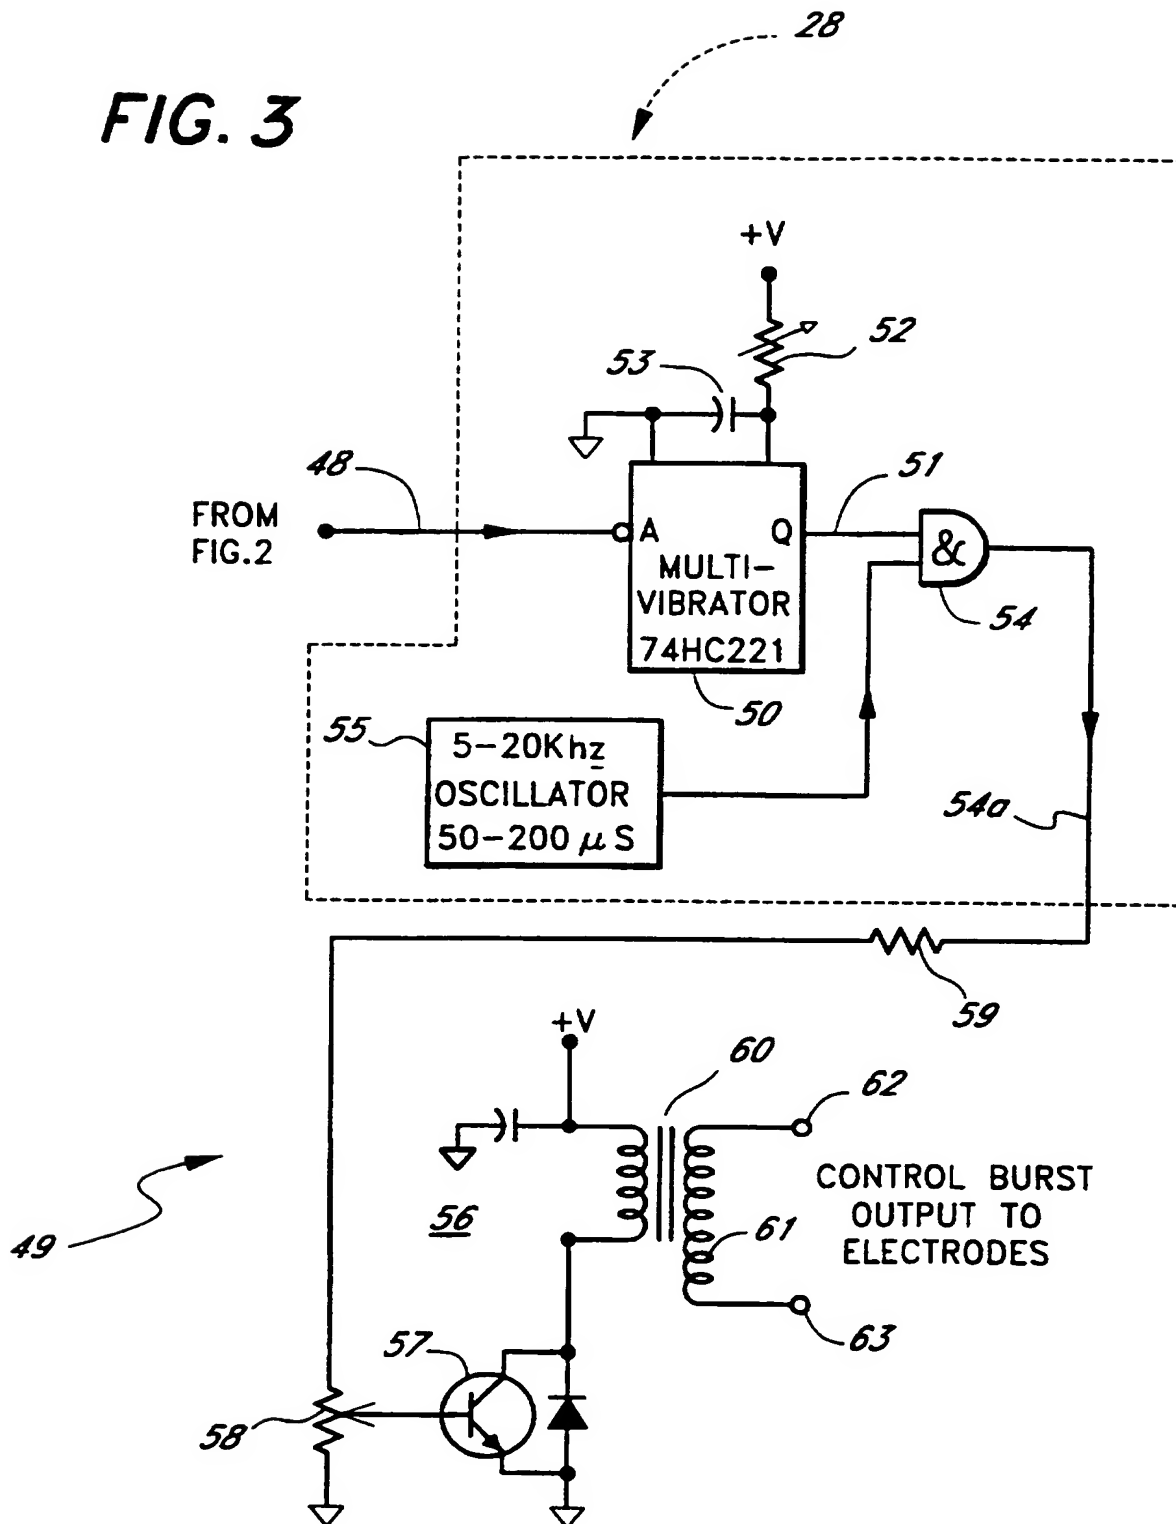 28
FIG. 3
+V
52
53
48
51
FROM
FIG.2
A
Q
&
MULTI-
VIBRATOR
74HC221
54
50
55
5-20Khz
OSCILLATOR
50-200 μS
54a
59
+V
60
62
56
CONTROL BURST
OUTPUT TO
ELECTRODES
61
49
63
57
58